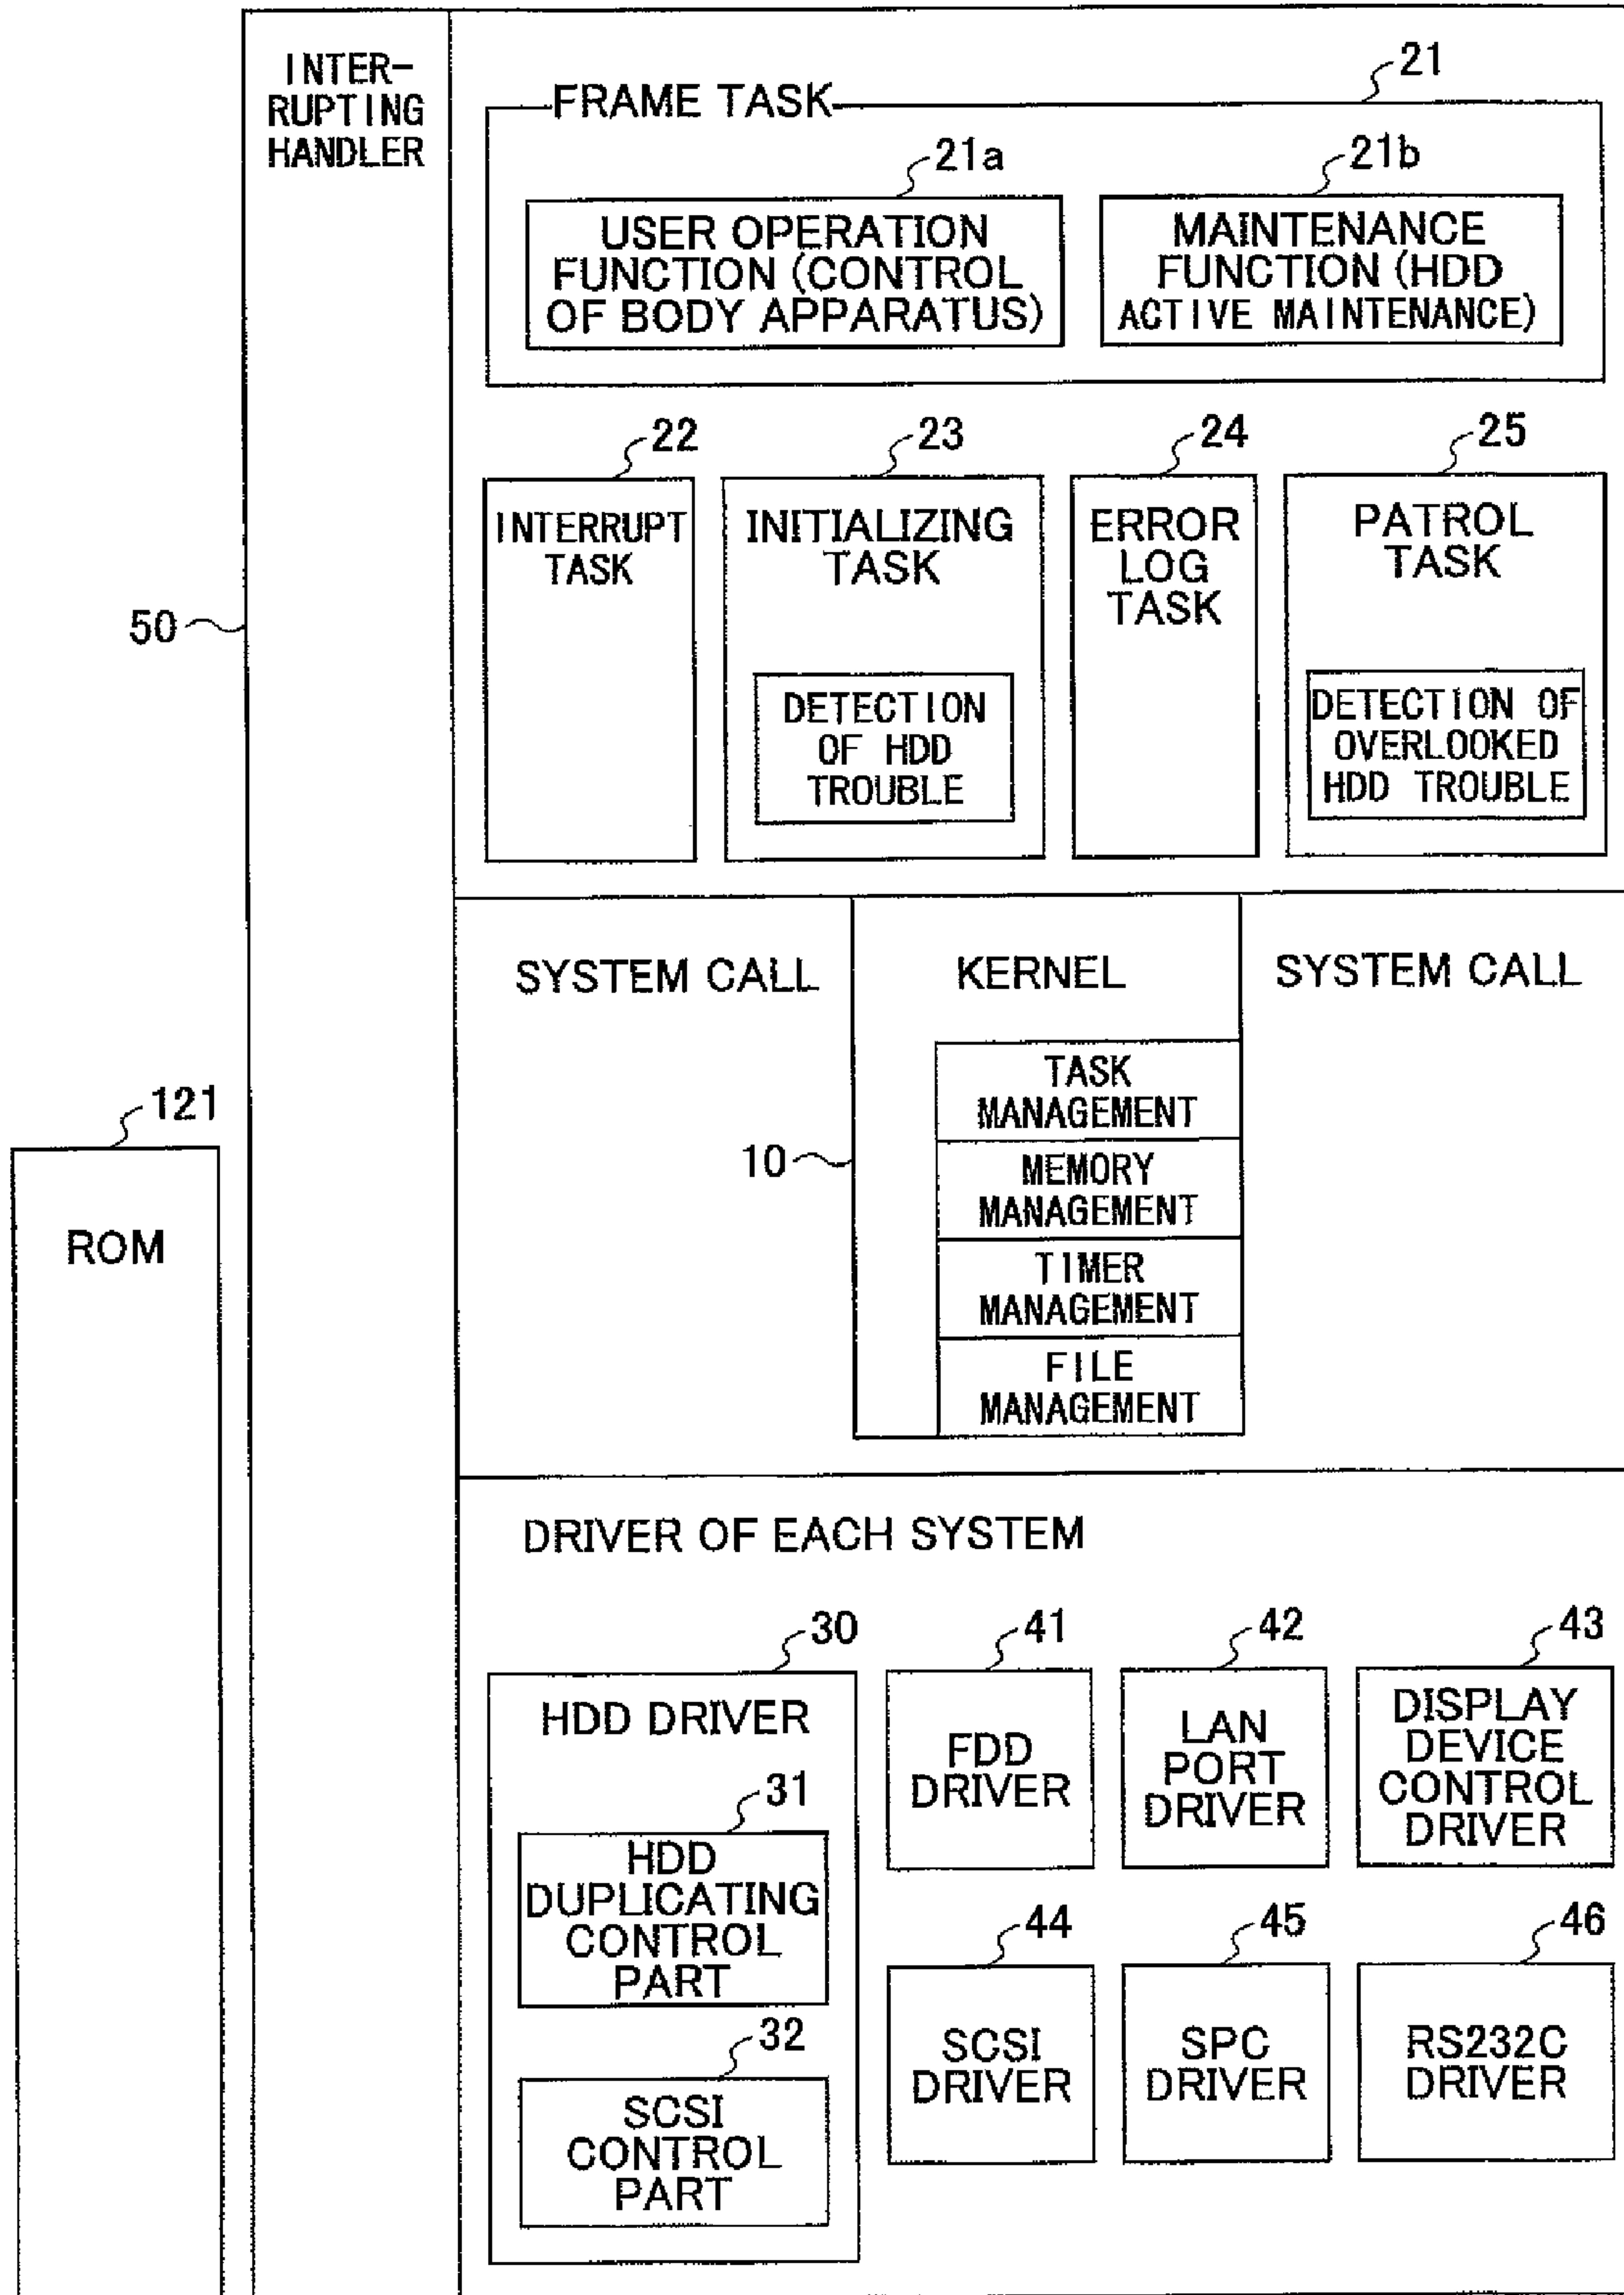 INTER-
RUPTING
HANDLER
50
21
FRAME TASK
21a
USER OPERATION
FUNCTION (CONTROL
OF BODY APPARATUS)
21b
MAINTENANCE
FUNCTION (HDD
ACTIVE MAINTENANCE)
22
INTERRUPT
TASK
23
INITIALIZING
TASK
DETECTION
OF HDD
TROUBLE
24
ERROR
LOG
TASK
25
PATROL
TASK
DETECTION OF
OVERLOOKED
HDD TROUBLE
SYSTEM CALL
KERNEL
SYSTEM CALL
10
TASK
MANAGEMENT
MEMORY
MANAGEMENT
TIMER
MANAGEMENT
FILE
MANAGEMENT
121
ROM
DRIVER OF EACH SYSTEM
30
HDD DRIVER
31
HDD
DUPLICATING
CONTROL
PART
32
SCSI
CONTROL
PART
41
FDD
DRIVER
42
LAN
PORT
DRIVER
43
DISPLAY
DEVICE
CONTROL
DRIVER
44
SCSI
DRIVER
45
SPC
DRIVER
46
RS232C
DRIVER